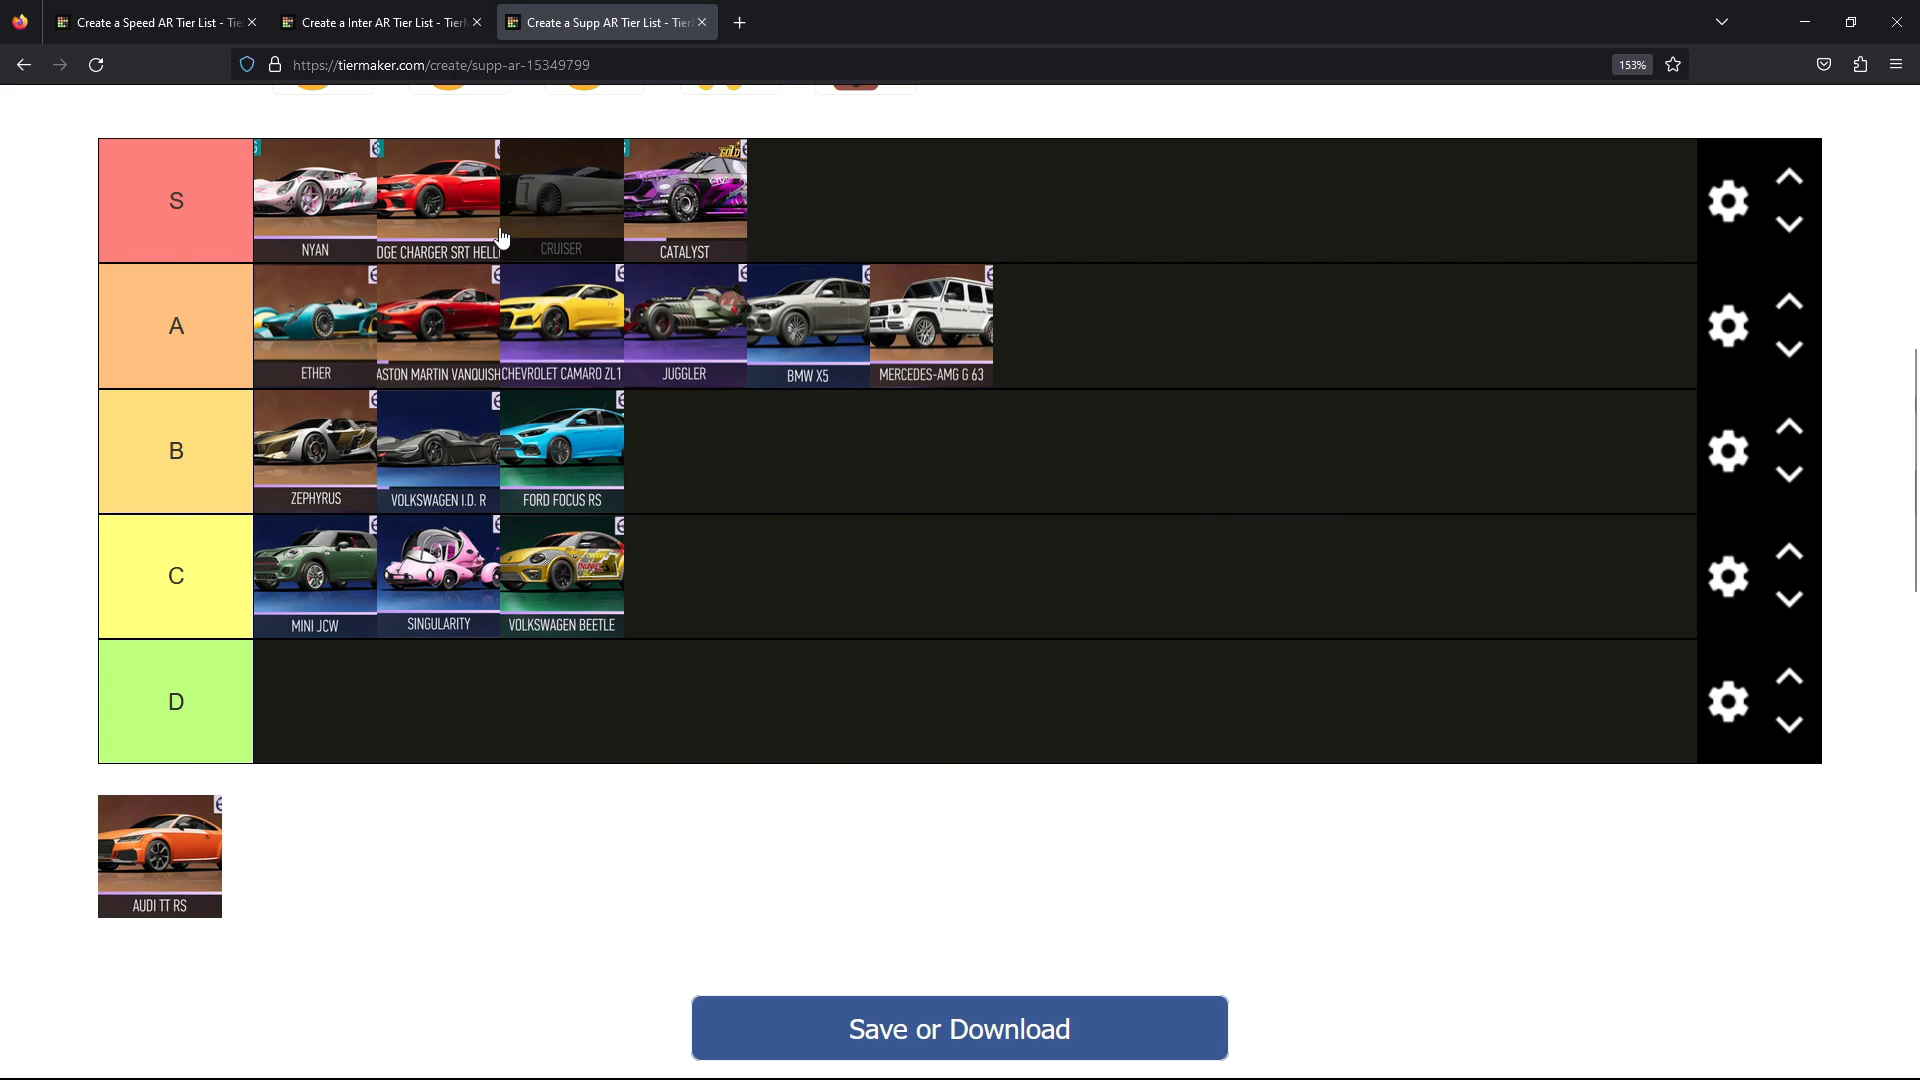 Create a Speed AR Tier List - Tie
Create a Inter AR Tier List - Tier
Create a Supp AR Tier List - Tier
https://tiermaker.com/create/supp-ar-15349799
153%
S
NYAN
DGE CHARGER SRT HELL
CRUISER
GOLD
CATALYST
A
ETHER
ASTON MARTIN VANQUISH
CHEVROLET CAMARO ZL1
JUGGLER
BMW X5
MERCEDES-AMG G 63
B
ZEPHYRUS
VOLKSWAGEN I.D. R
FORD FOCUS RS
C
MINI JCW
SINGULARITY
VOLKSWAGEN BEETLE
D
AUDI TT RS
Save or Download